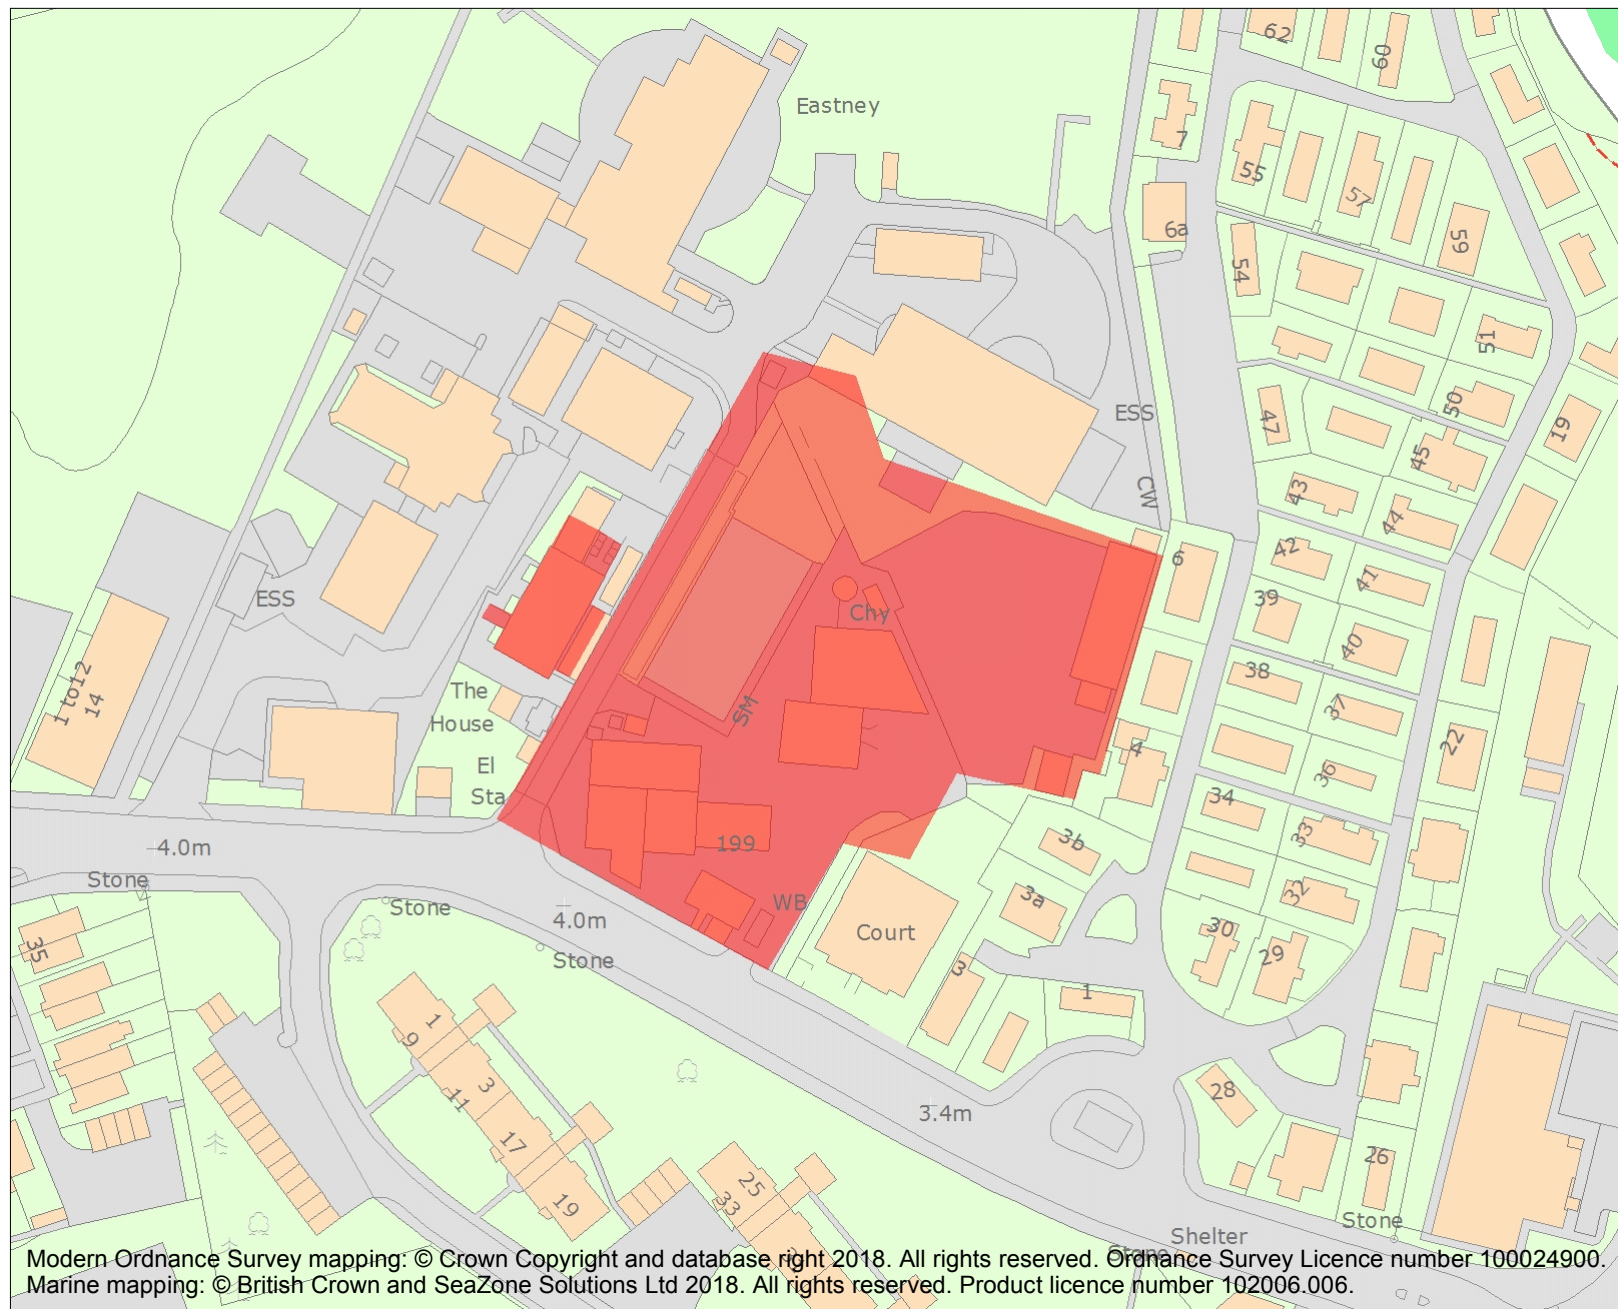 62
60
Eastney
7
55
57
6a
59
54
51
ESS
50
47
19
45
CW
43
44
42
6
41
ESS
39
Chy
40
38
1 to 12
14
The
House
SM
37
22
4
El
Sta
36
34
33
199
4.0m
3b
Stone
32
3a
WB
Stone
4.0m
30
Court
35
29
Stone
3
1
1
9
3
28
11
3.4m
17
26
25
33
19
Stone
Shelter
Stone
Modern Ordnance Survey mapping: © Crown Copyright and database right 2018. All rights reserved. Ordnance Survey Licence number 100024900.
Marine mapping: © British Crown and SeaZone Solutions Ltd 2018. All rights reserved. Product licence number 102006.006.